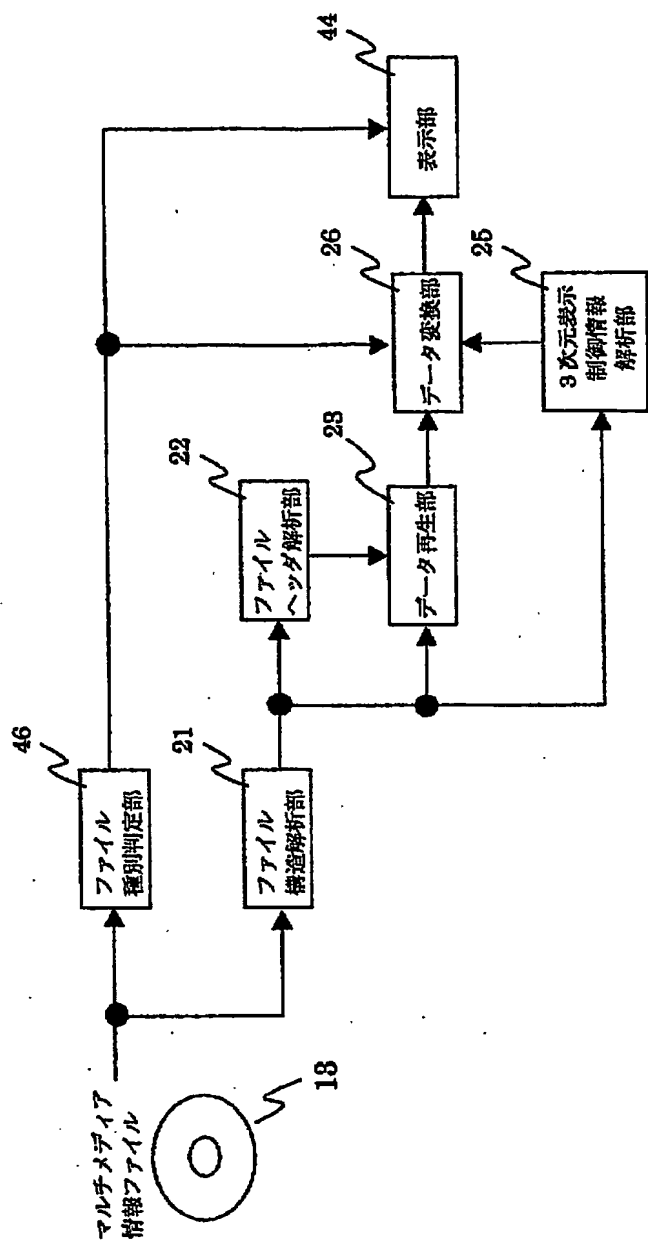 マルチメディア
情報ファイル
13
46
ファイル
種別判定部
21
ファイル
構造解析部
22
ファイル
ヘッダ解析部
23
データ再生部
26
データ変換部
25
3次元表示
制御情報
解析部
44
表示部